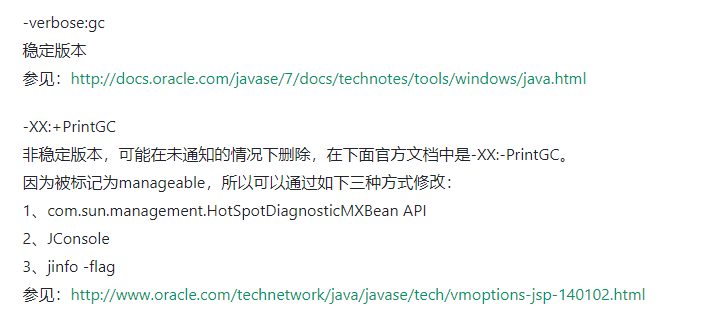 -verbose:gc
稳定版本
参见：http://docs.oracle.com/javase/7/docs/technotes/tools/windows/java.html
-XX:+PrintGC
非稳定版本，可能在未通知的情况下删除，在下面官方文档中是-XX:-PrintGC。
因为被标记为manageable，所以可以通过如下三种方式修改：
1、com.sun.management.HotSpotDiagnosticMXBean API
2、JConsole
3、jinfo -flag
参见：http://www.oracle.com/technetwork/java/javase/tech/vmoptions-jsp-140102.html